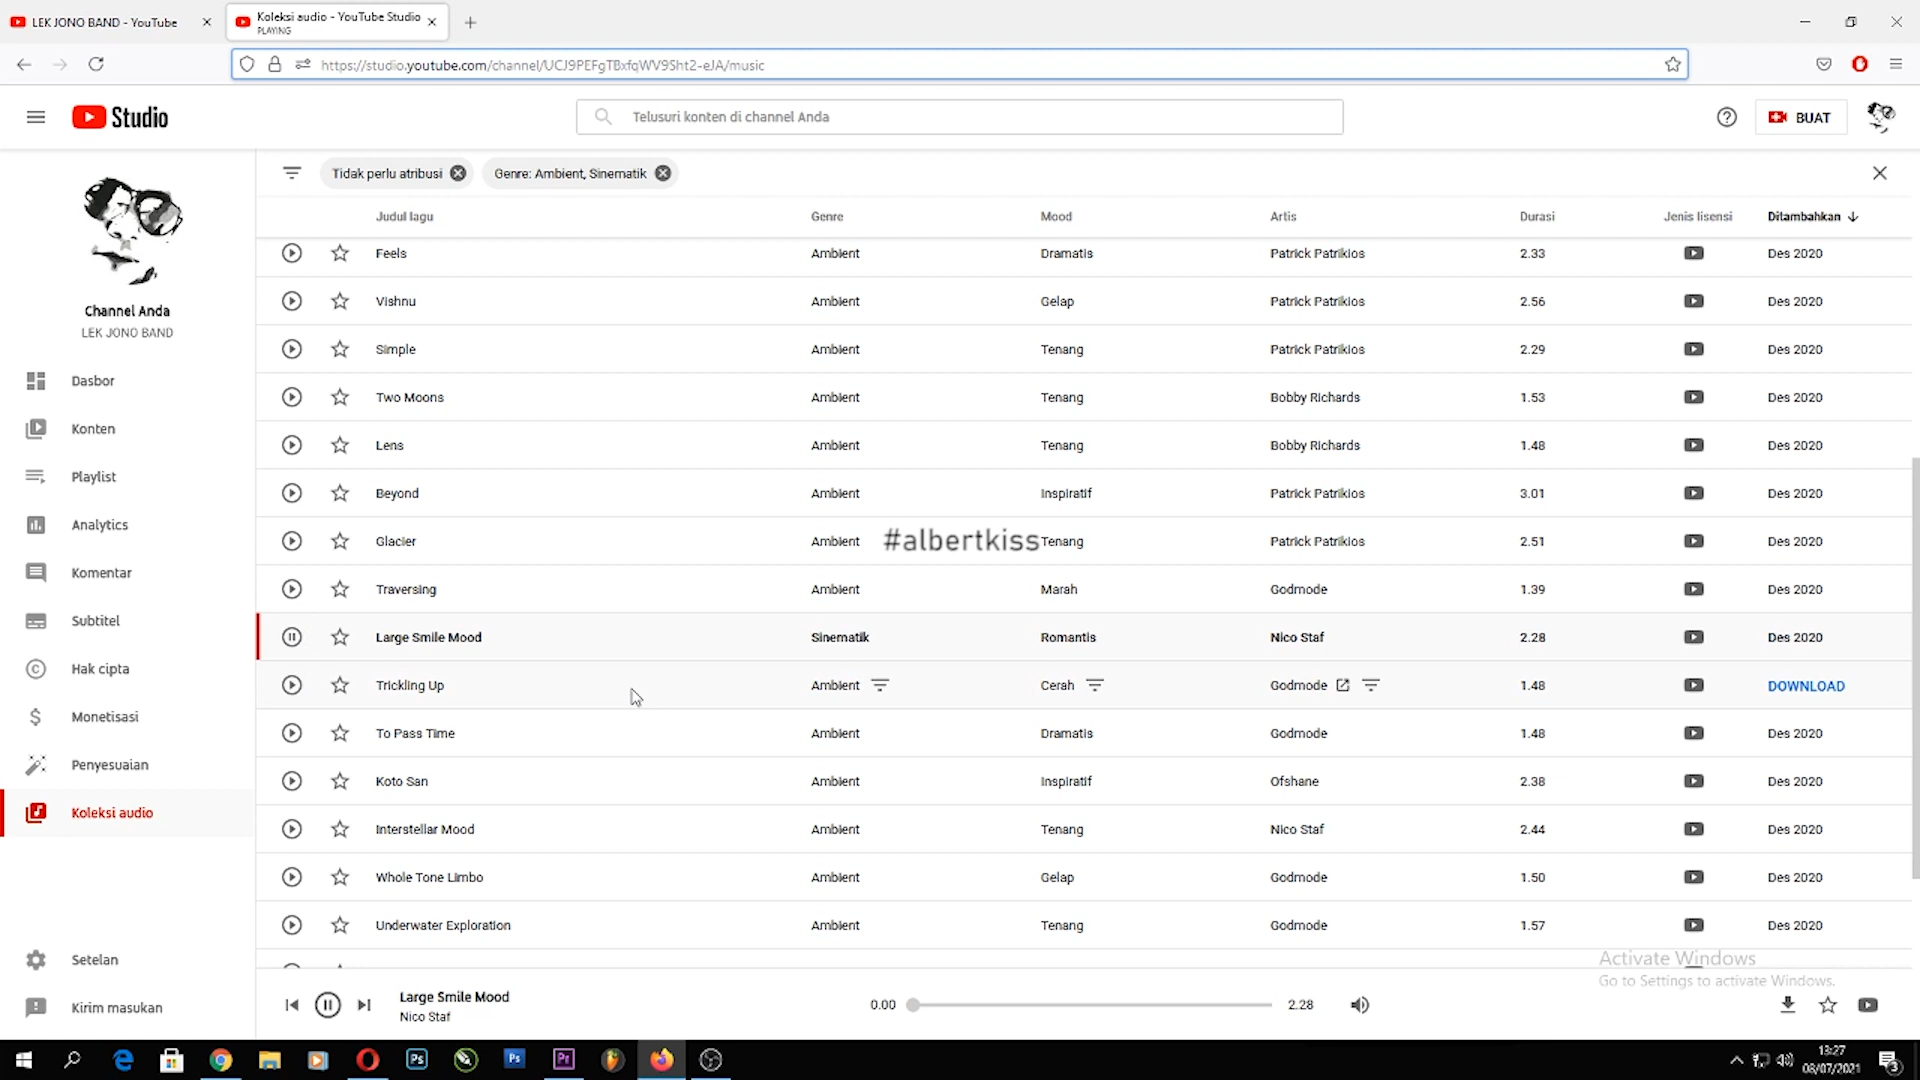 LEK JONO BAND - YouTube
Koleksi audio - YouTube Studio
PLAYING
https://studio.youtube.com/channel/UCJ9PEFgTBxfqWV9Sht2-eJA/music
Studio
Telusuri konten di channel Anda
BUAT
Tidak perlu atribusi
Genre: Ambient, Sinematik
Channel Anda
LEK JONO BAND
Dasbor
Konten
Playlist
Analytics
Komentar
Subtitel
Hak cipta
Monetisasi
Penyesuaian
Koleksi audio
Setelan
Kirim masukan
Judul lagu Genre Mood Artis Durasi Jenis lisensi Ditambahkan
Feels Ambient Dramatis Patrick Patrikios 2.33 Des 2020
Vishnu Ambient Gelap Patrick Patrikios 2.56 Des 2020
Simple Ambient Tenang Patrick Patrikios 2.29 Des 2020
Two Moons Ambient Tenang Bobby Richards 1.53 Des 2020
Lens Ambient Tenang Bobby Richards 1.48 Des 2020
Beyond Ambient Inspiratif Patrick Patrikios 3.01 Des 2020
Glacier Ambient #albertkiss Tenang Patrick Patrikios 2.51 Des 2020
Traversing Ambient Marah Godmode 1.39 Des 2020
Large Smile Mood Sinematik Romantis Nico Staf 2.28 Des 2020
Trickling Up Ambient Cerah Godmode 1.48 DOWNLOAD
To Pass Time Ambient Dramatis Godmode 1.48 Des 2020
Koto San Ambient Inspiratif Ofshane 2.38 Des 2020
Interstellar Mood Ambient Tenang Nico Staf 2.44 Des 2020
Whole Tone Limbo Ambient Gelap Godmode 1.50 Des 2020
Underwater Exploration Ambient Tenang Godmode 1.57 Des 2020
Activate Windows
Go to Settings to activate Windows.
Large Smile Mood
Nico Staf
0.00 2.28
Ps Ps Pr
13:27
08/07/2021
3